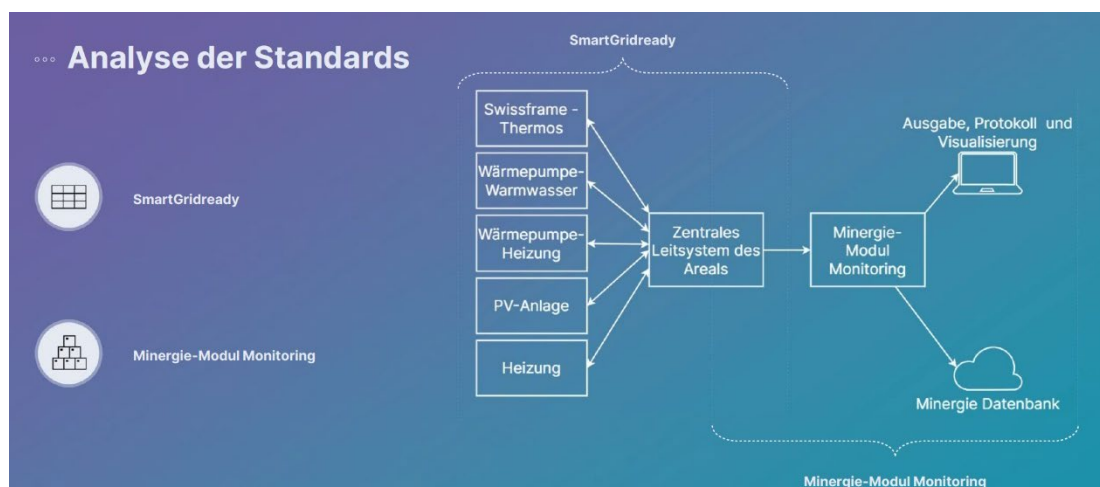 Analyse der Standards
SmartGridready
Minergie-Modul Monitoring
SmartGridready
Swissframe -
Thermos
Wärmepumpe-
Warmwasser
Wärmepumpe-
Heizung
PV-Anlage
Heizung
Zentrales
Leitsystem des
Areals
Minergie-
Modul
Monitoring
Ausgabe, Protokoll und
Visualisierung
Minergie Datenbank
Minergie-Modul Monitoring